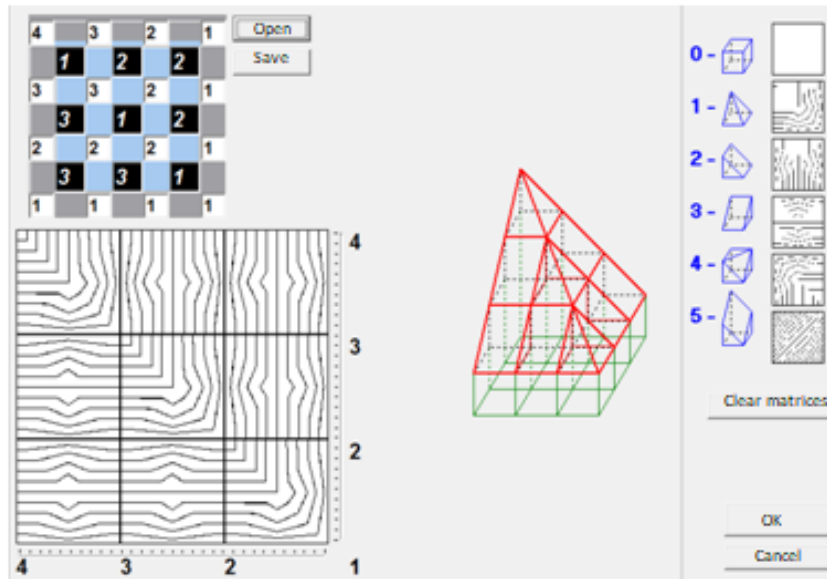 4 3 2 1
Open
1 2 2
Save
3 3 2 1
3 1 2
2 2 2 1
3 3 1
1 1 1 1
0 -
1 -
2 -
3 -
4 -
5 -
4
3
2
4 3 2 1
Clear matrices
OK
Cancel